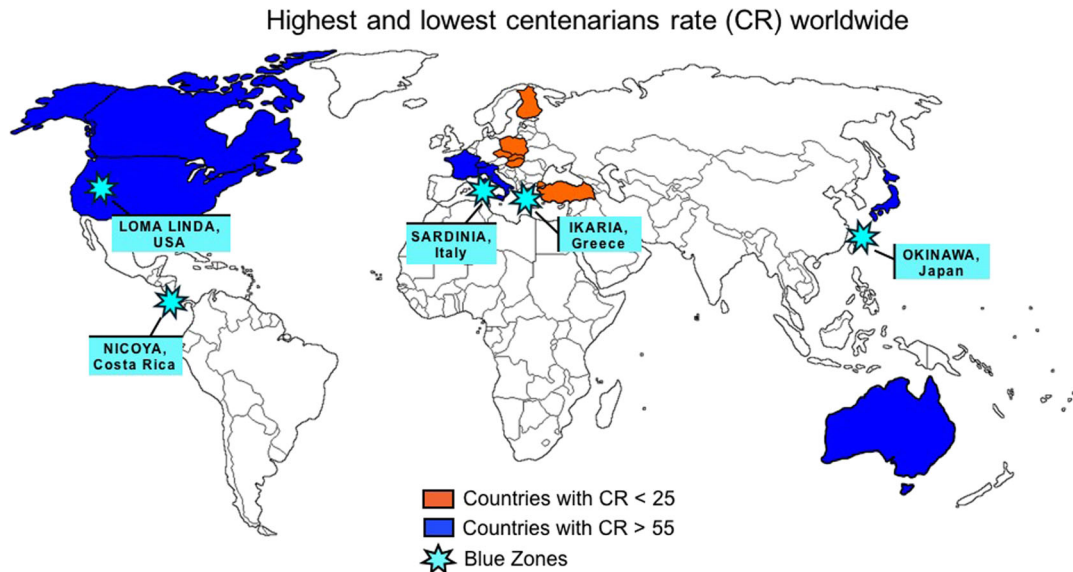 Highest and lowest centenarians rate (CR) worldwide
LOMA LINDA,
USA
SARDINIA,
Italy
IKARIA,
Greece
OKINAWA,
Japan
NICOYA,
Costa Rica
Countries with CR < 25
Countries with CR > 55
Blue Zones